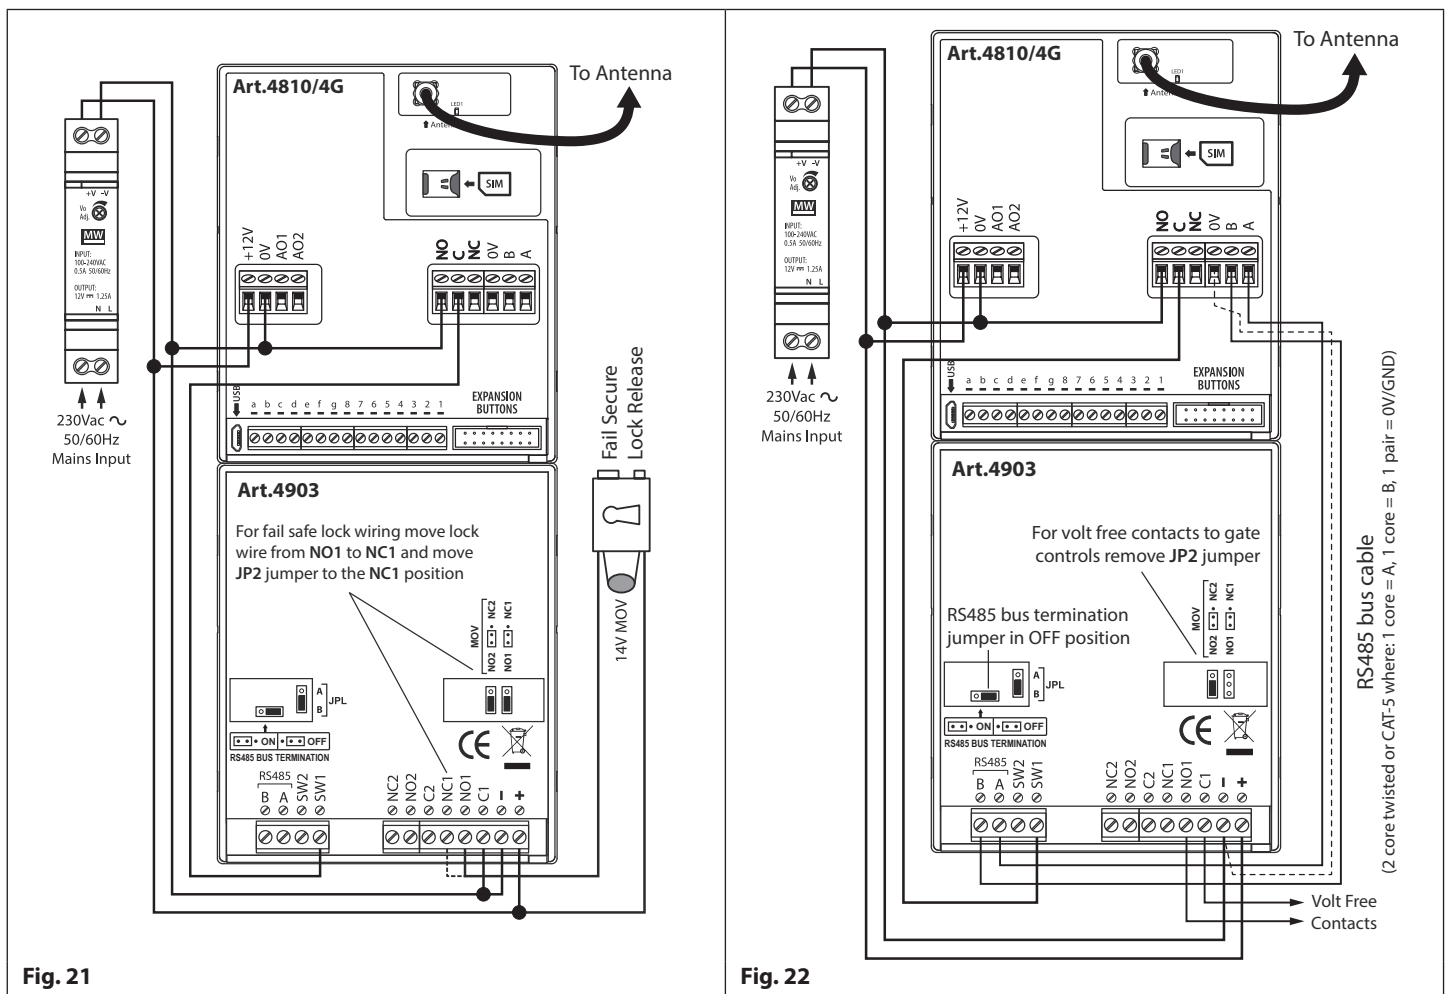 Art.4810/4G
To Antenna
LED1
Anten
SIM
+V -V
Vo
Adj.
MW
INPUT:
100-240VAC
0.5A 50/60Hz
OUTPUT:
12V 1.25A
N L
+12V
0V
AO1
AO2
NO
C
NC
0V
B
A
230Vac
50/60Hz
Mains Input
USB
a b c d e f g 8 7 6 5 4 3 2 1
EXPANSION
BUTTONS
Fail Secure
Lock Release
14V MOV
Art.4903
For fail safe lock wiring move lock
wire from NO1 to NC1 and move
JP2 jumper to the NC1 position
MOV
NO2 NC2
NO1 NC1
A
B
JPL
ON OFF
RS485 BUS TERMINATION
CE
RS485
B
A
SW2
SW1
NC2
NO2
C2
NC1
NO1
C1
–
+
Fig. 21
Art.4810/4G
To Antenna
LED1
Anten
SIM
+V -V
Vo
Adj.
MW
INPUT:
100-240VAC
0.5A 50/60Hz
OUTPUT:
12V 1.25A
N L
+12V
0V
AO1
AO2
NO
C
NC
0V
B
A
230Vac
50/60Hz
Mains Input
USB
a b c d e f g 8 7 6 5 4 3 2 1
EXPANSION
BUTTONS
Art.4903
For volt free contacts to gate
controls remove JP2 jumper
RS485 bus termination
jumper in OFF position
MOV
NO2 NC2
NO1 NC1
A
B
JPL
ON OFF
RS485 BUS TERMINATION
CE
RS485
B
A
SW2
SW1
NC2
NO2
C2
NC1
NO1
C1
–
+
RS485 bus cable
(2 core twisted or CAT-5 where: 1 core = A, 1 core = B, 1 pair = 0V/GND)
Volt Free
Contacts
Fig. 22